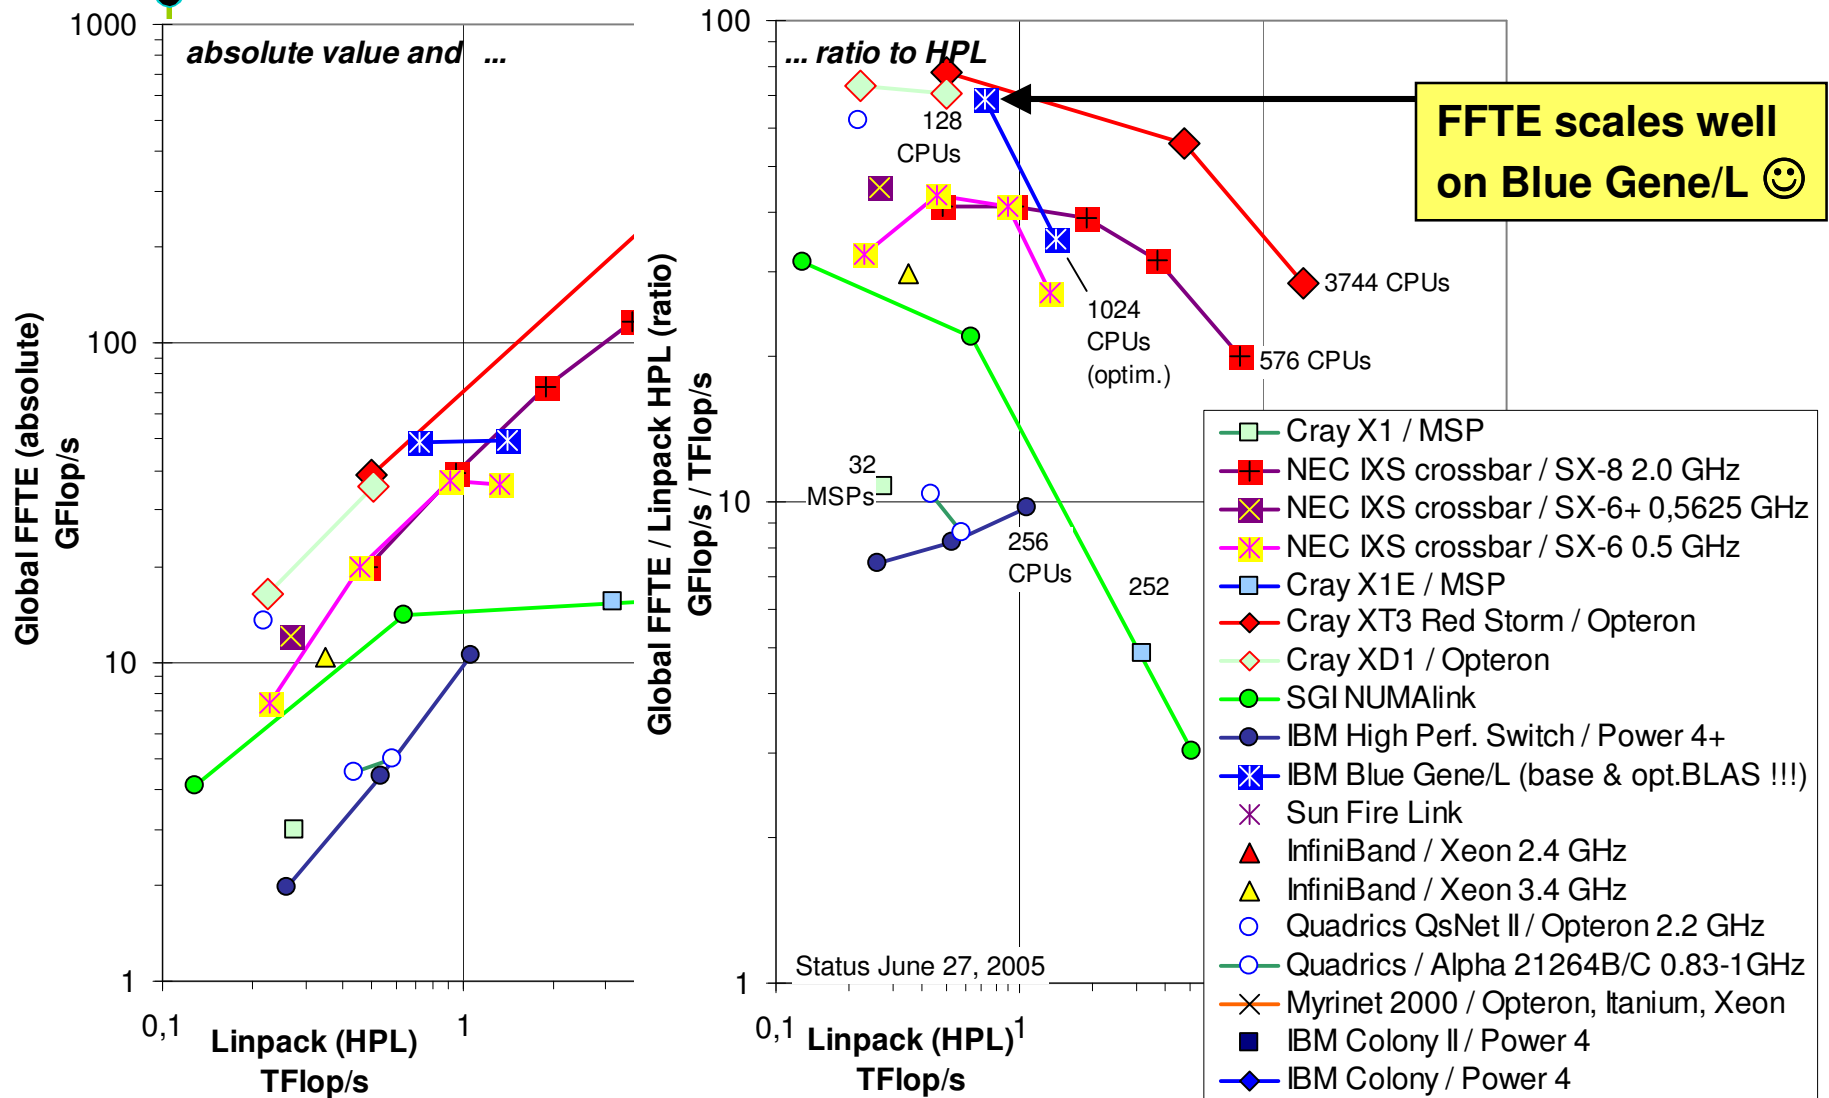 absolute value and ...
1000
100
10
1
0,1
1
Global FFTE (absolute)
GFlop/s
Linpack (HPL)
TFlop/s
... ratio to HPL
100
10
1
0,1
1
Global FFTE / Linpack HPL (ratio)
GFlop/s / TFlop/s
Linpack (HPL)
TFlop/s
128
CPUs
FFTE scales well
on Blue Gene/L ☺
3744 CPUs
1024
CPUs
(optim.)
576 CPUs
32
MSPs
256
CPUs
252
Status June 27, 2005
Cray X1 / MSP
NEC IXS crossbar / SX-8 2.0 GHz
NEC IXS crossbar / SX-6+ 0,5625 GHz
NEC IXS crossbar / SX-6 0.5 GHz
Cray X1E / MSP
Cray XT3 Red Storm / Opteron
Cray XD1 / Opteron
SGI NUMAlink
IBM High Perf. Switch / Power 4+
IBM Blue Gene/L (base & opt.BLAS !!!)
Sun Fire Link
InfiniBand / Xeon 2.4 GHz
InfiniBand / Xeon 3.4 GHz
Quadrics QsNet II / Opteron 2.2 GHz
Quadrics / Alpha 21264B/C 0.83-1GHz
Myrinet 2000 / Opteron, Itanium, Xeon
IBM Colony II / Power 4
IBM Colony / Power 4